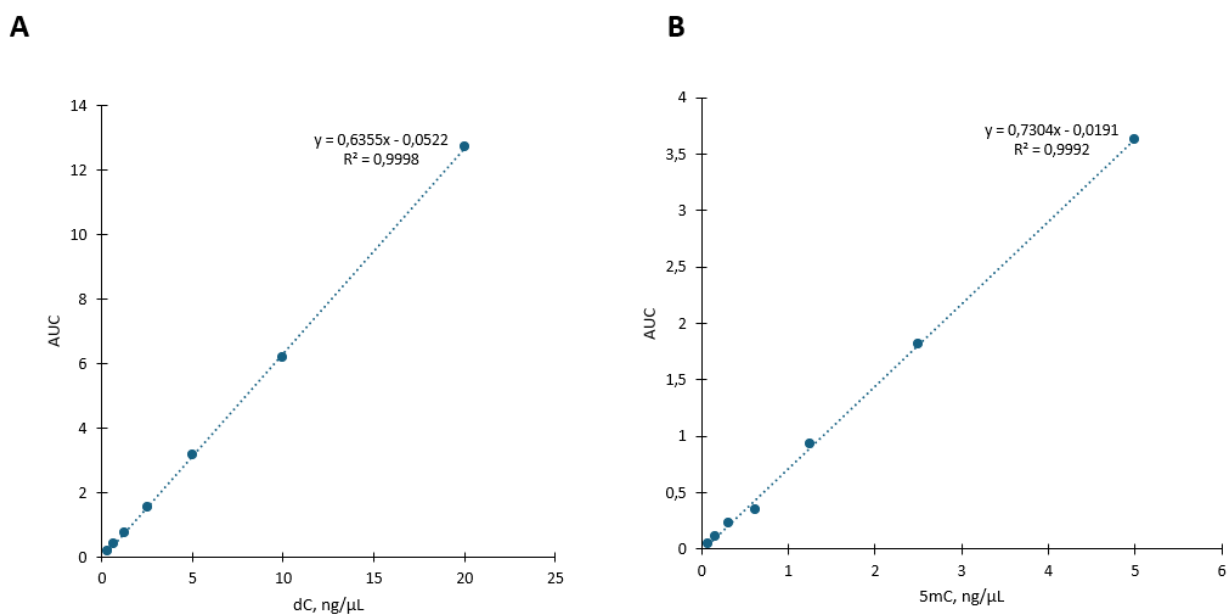 A
B
14
12
10
8
6
4
2
0
AUC
y = 0,6355x - 0,0522
R² = 0,9998
0 5 10 15 20 25
dC, ng/µL
4
3,5
3
2,5
2
1,5
1
0,5
0
AUC
y = 0,7304x - 0,0191
R² = 0,9992
0 1 2 3 4 5 6
5mC, ng/µL